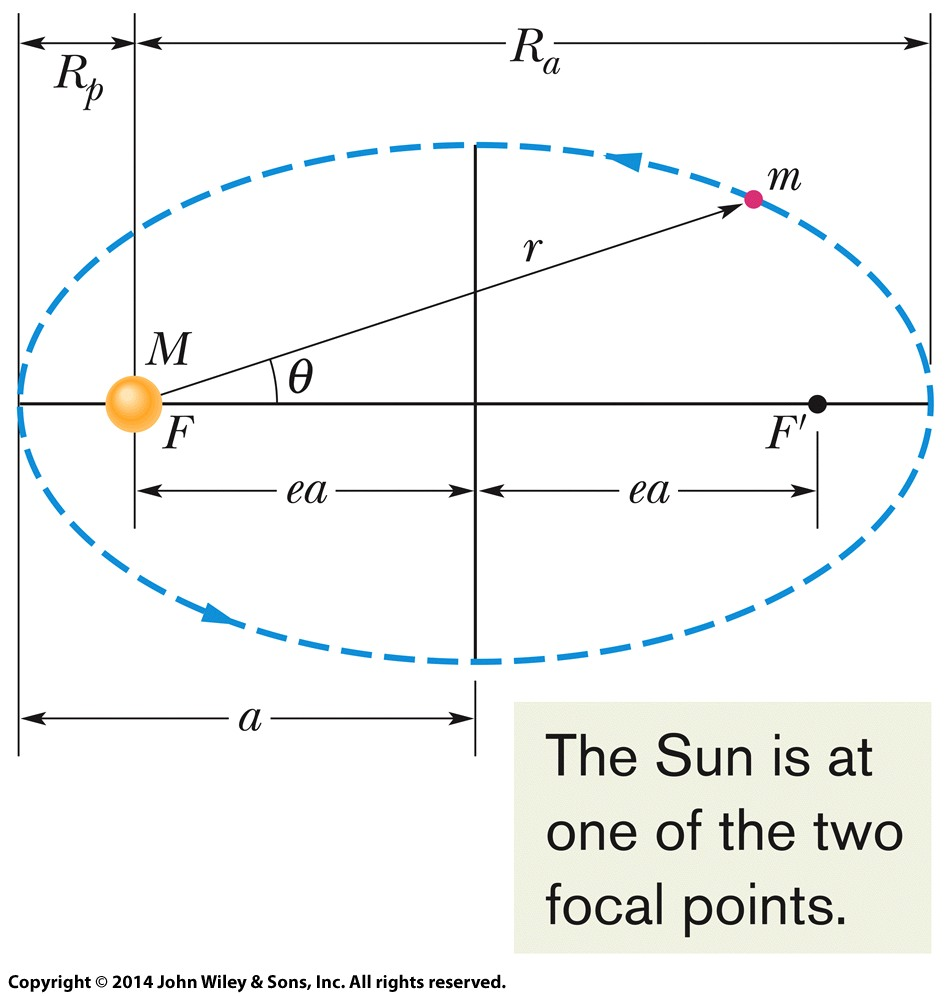 R_p
R_a
m
r
M
θ
F
F′
ea
ea
a
The Sun is at
one of the two
focal points.
Copyright © 2014 John Wiley & Sons, Inc. All rights reserved.